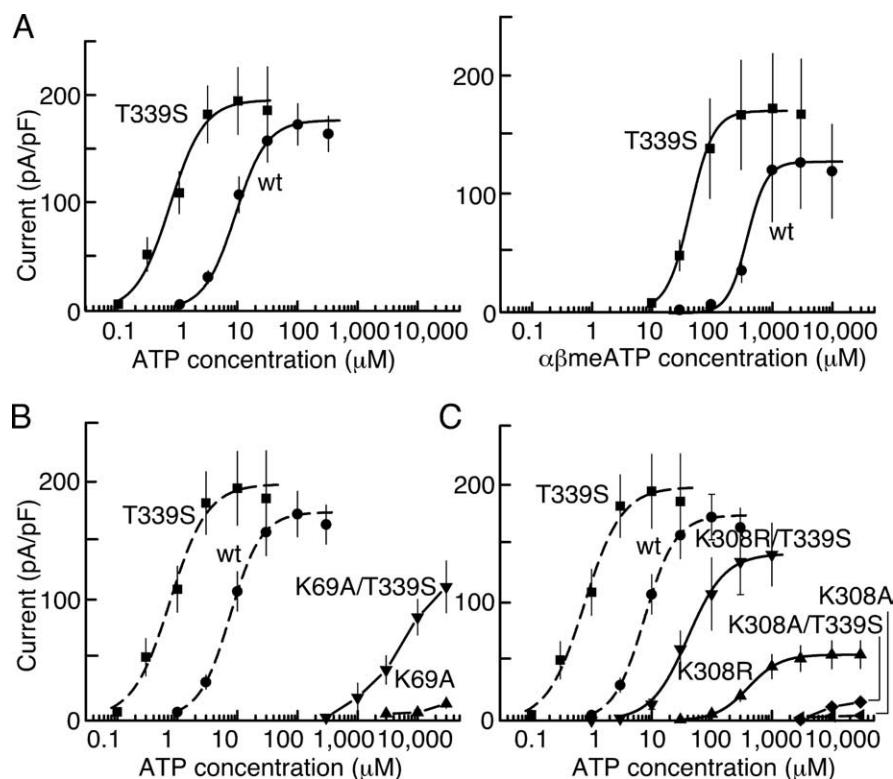 A
200
100
0
Current (pA/pF)
T339S
wt
0.1 1 10 100 1,000 10,000
ATP concentration (μM)
200
100
0
T339S
wt
0.1 1 10 100 1,000 10,000
αβmeATP concentration (μM)
B
200
100
0
Current (pA/pF)
T339S
wt
K69A/T339S
K69A
0.1 1 10 100 1,000 10,000
ATP concentration (μM)
C
200
100
0
T339S
wt
K308R/T339S
K308A
K308A/T339S
K308R
0.1 1 10 100 1,000 10,000
ATP concentration (μM)